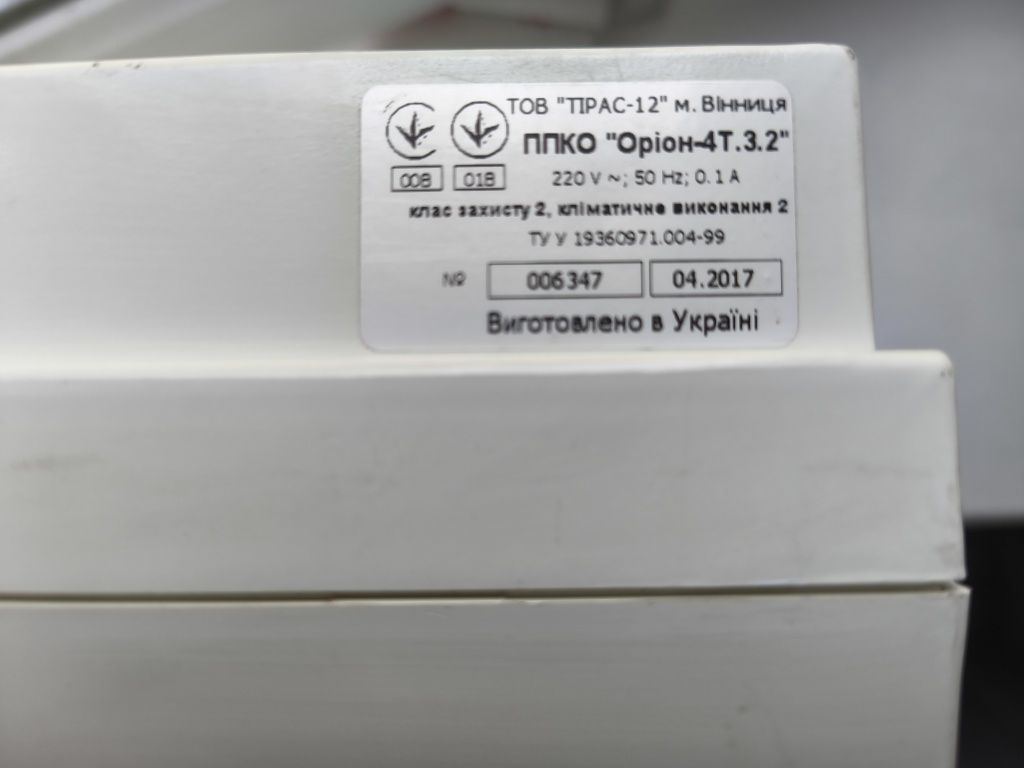 ТОВ "ТІРАС-12" м. Вінниця
ППКО "Оріон-4Т.3.2"
008 018 220 V ~; 50 Hz; 0.1 A
клас захисту 2, кліматичне виконання 2
ТУ У 19360971.004-99
№ 006347 04.2017
Виготовлено в Україні